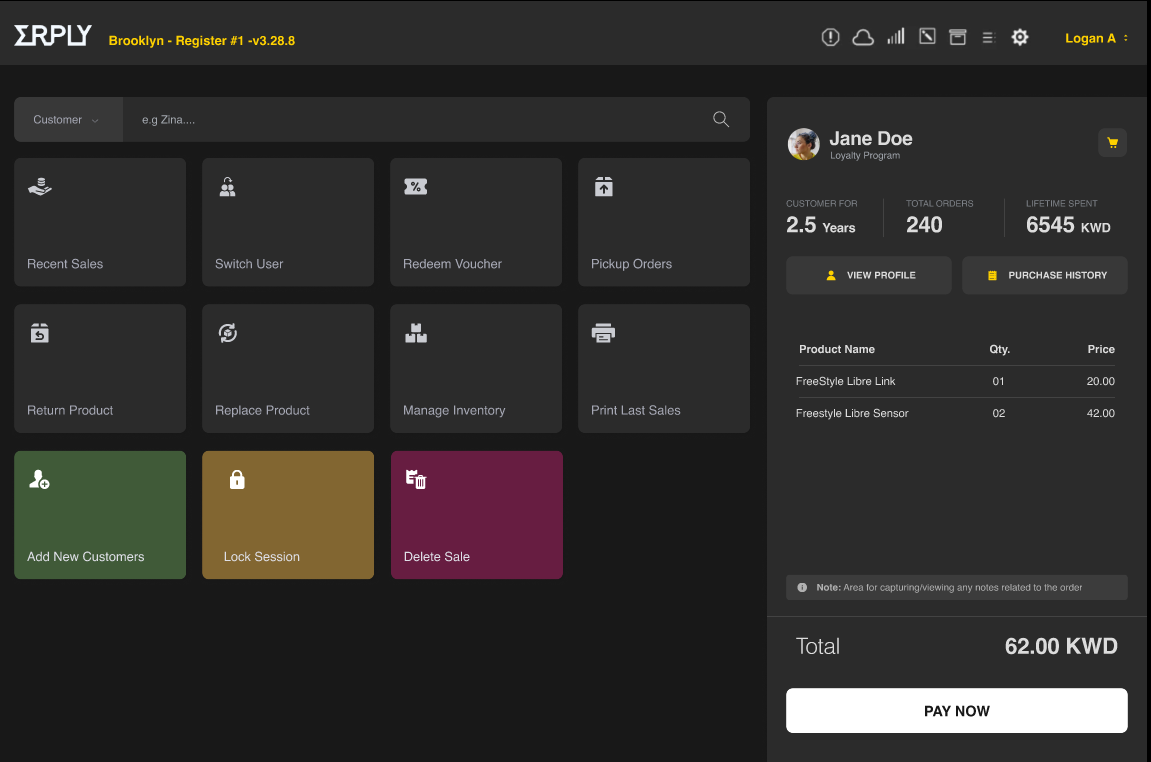 ΣRPLY
Brooklyn - Register #1 -v3.28.8
Logan A :
Customer
e.g Zina....
Recent Sales
Switch User
Redeem Voucher
Pickup Orders
Return Product
Replace Product
Manage Inventory
Print Last Sales
Add New Customers
Lock Session
Delete Sale
Jane Doe
Loyalty Program
CUSTOMER FOR
2.5 Years
TOTAL ORDERS
240
LIFETIME SPENT
6545 KWD
VIEW PROFILE
PURCHASE HISTORY
Product Name Qty. Price
FreeStyle Libre Link 01 20.00
Freestyle Libre Sensor 02 42.00
Note: Area for capturing/viewing any notes related to the order
Total 62.00 KWD
PAY NOW